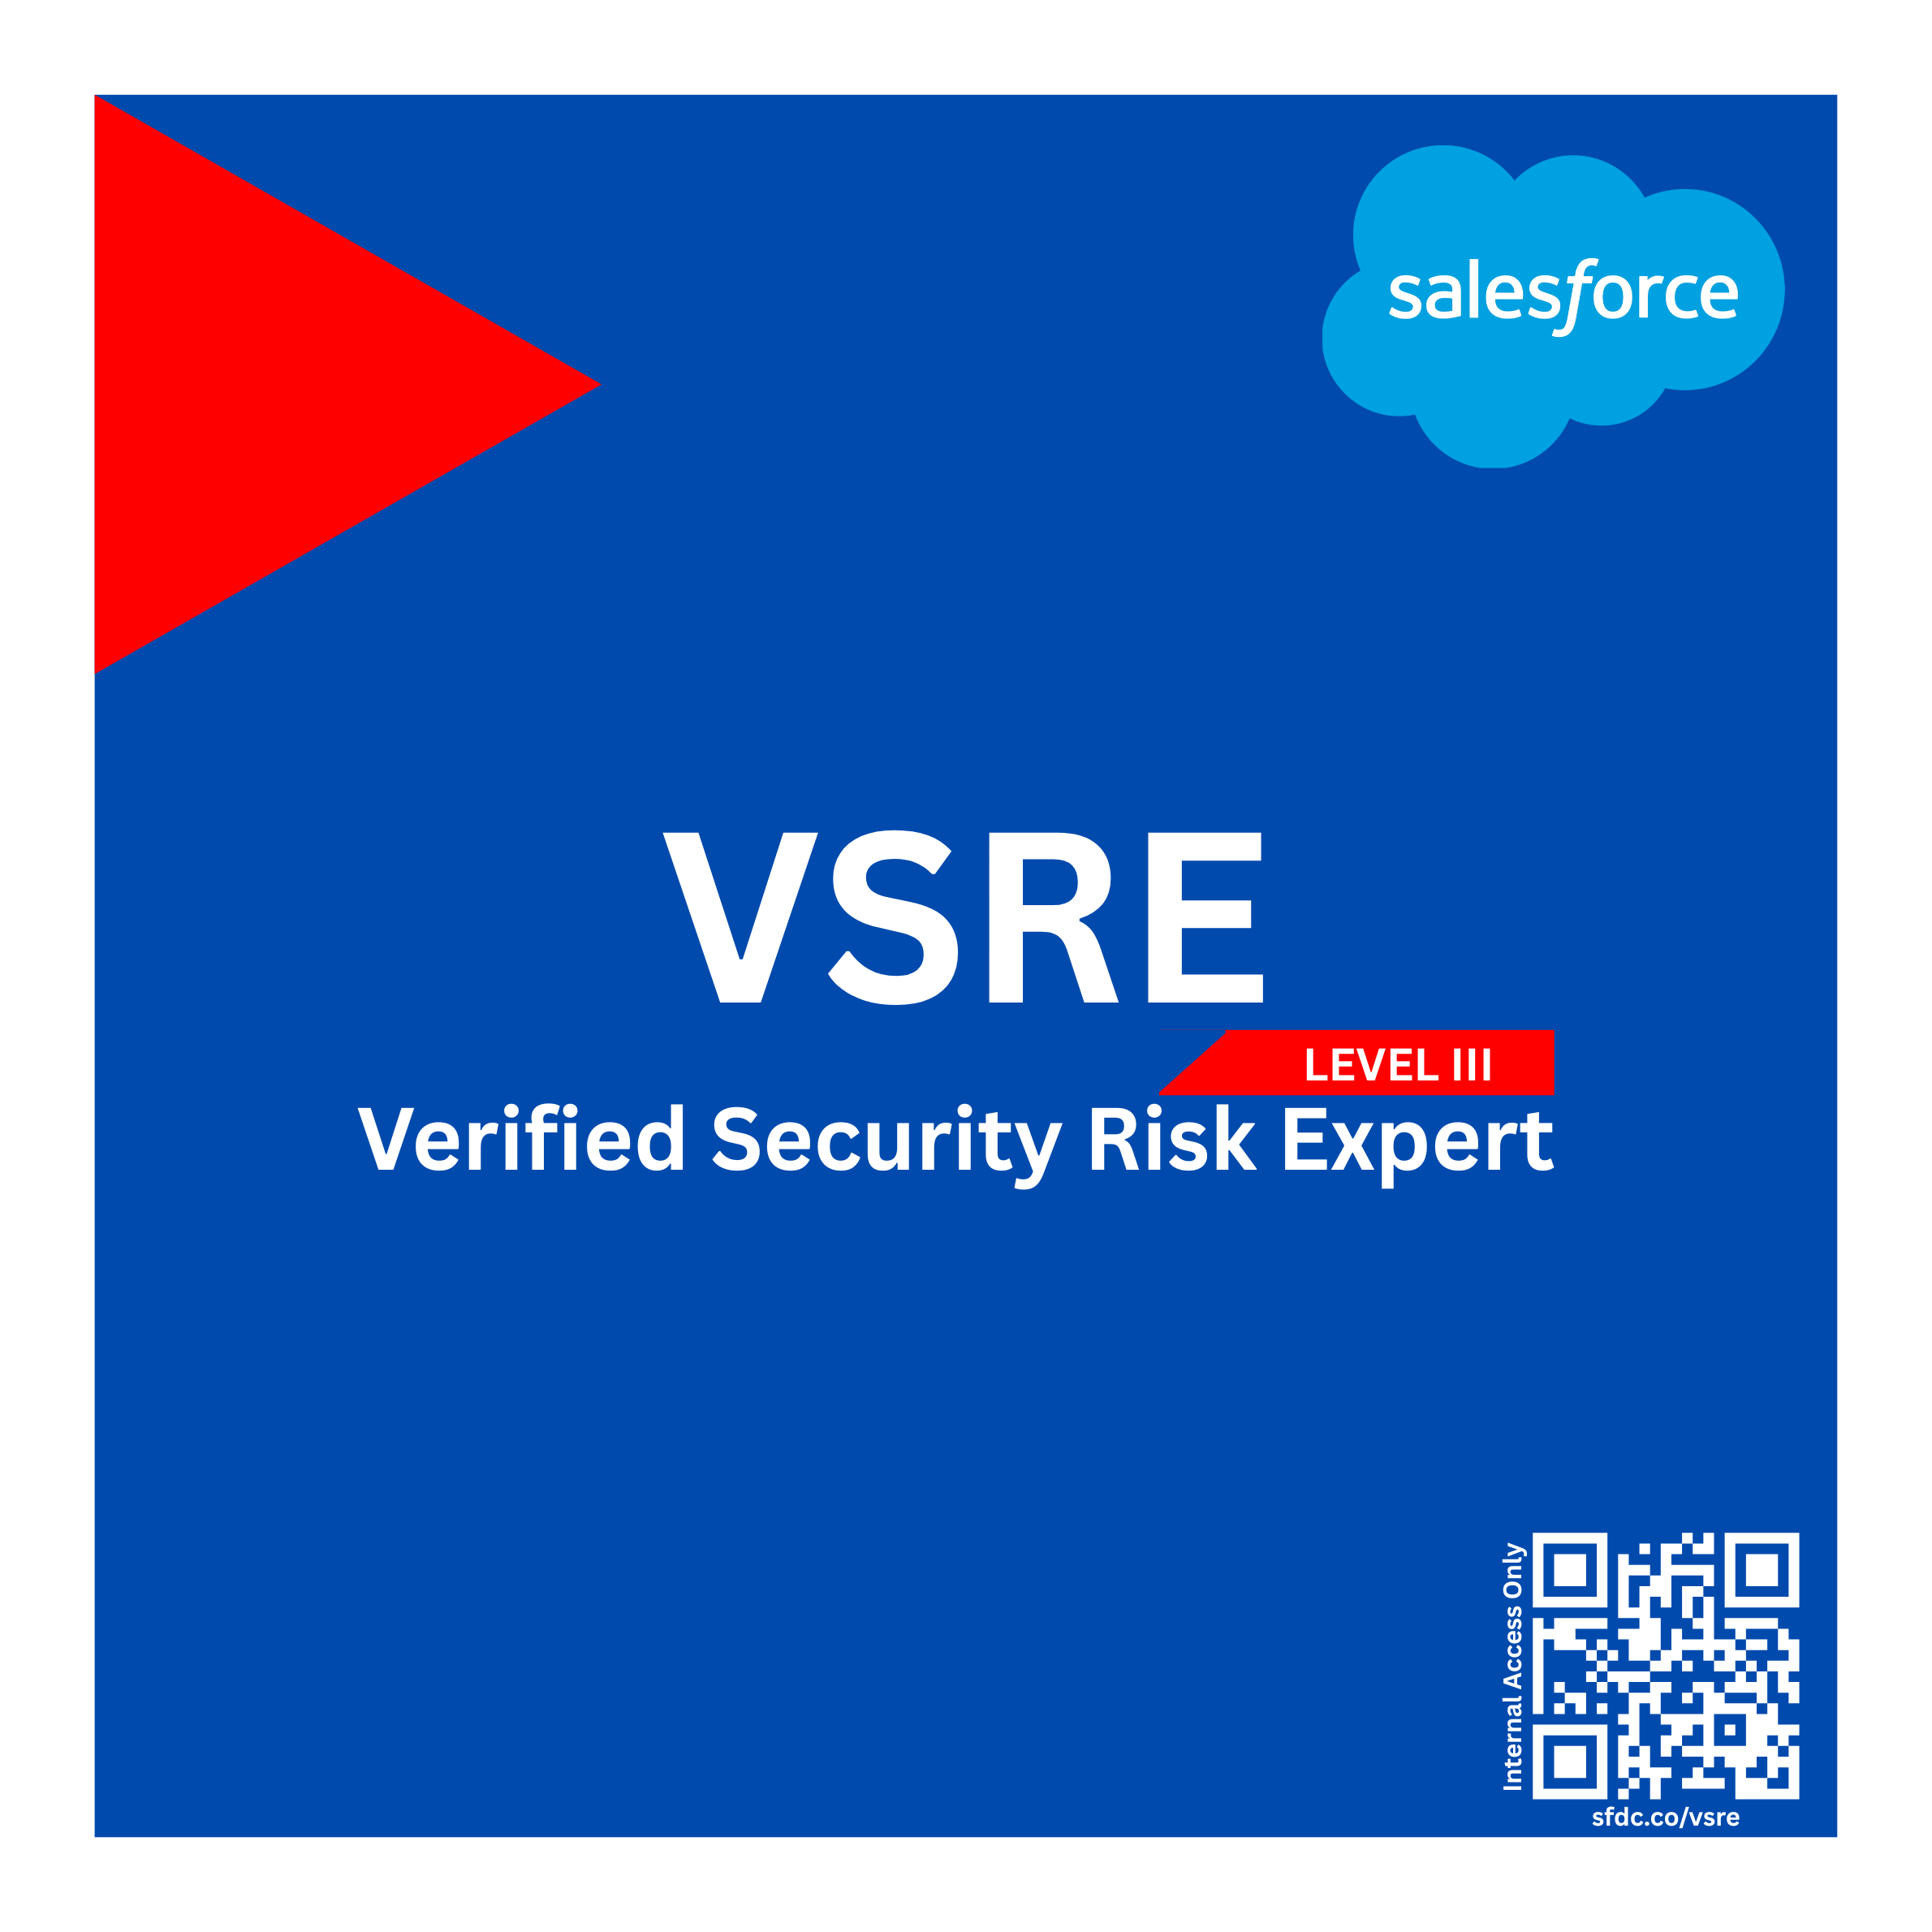 salesforce
VSRE
LEVEL III
Verified Security Risk Expert
Internal Access Only
sfdc.co/vsre